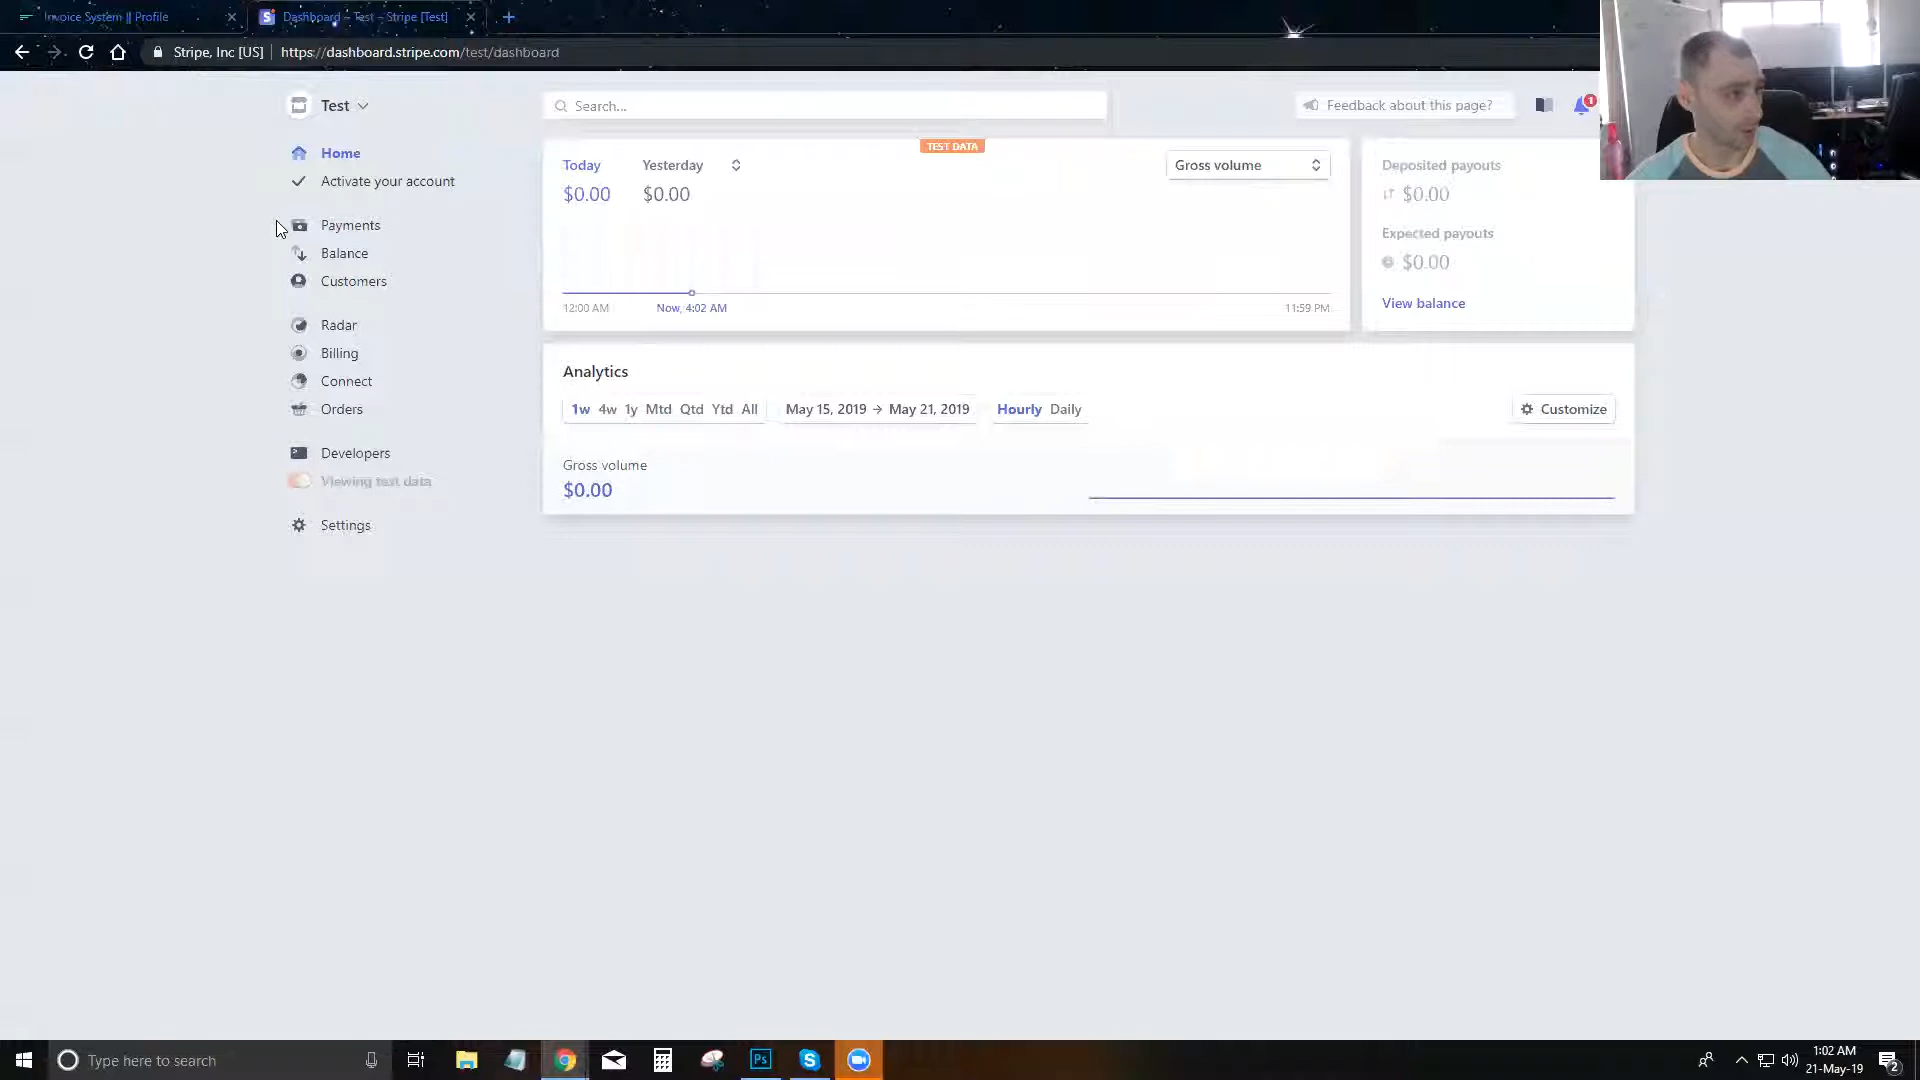 Invoice System || Profile
Dashboard – Test – Stripe [Test]
Stripe, Inc [US]
https://dashboard.stripe.com/test/dashboard
Test
Search...
Feedback about this page?
1
Home
Activate your account
Payments
Balance
Customers
Radar
Billing
Connect
Orders
Developers
Viewing test data
Settings
TEST DATA
Today
Yesterday
Gross volume
$0.00
$0.00
12:00 AM
Now, 4:02 AM
11:59 PM
Deposited payouts
$0.00
Expected payouts
$0.00
View balance
Analytics
1w 4w 1y Mtd Qtd Ytd All
May 15, 2019 → May 21, 2019
Hourly Daily
Customize
Gross volume
$0.00
Type here to search
Ps
1:02 AM
21-May-19
2